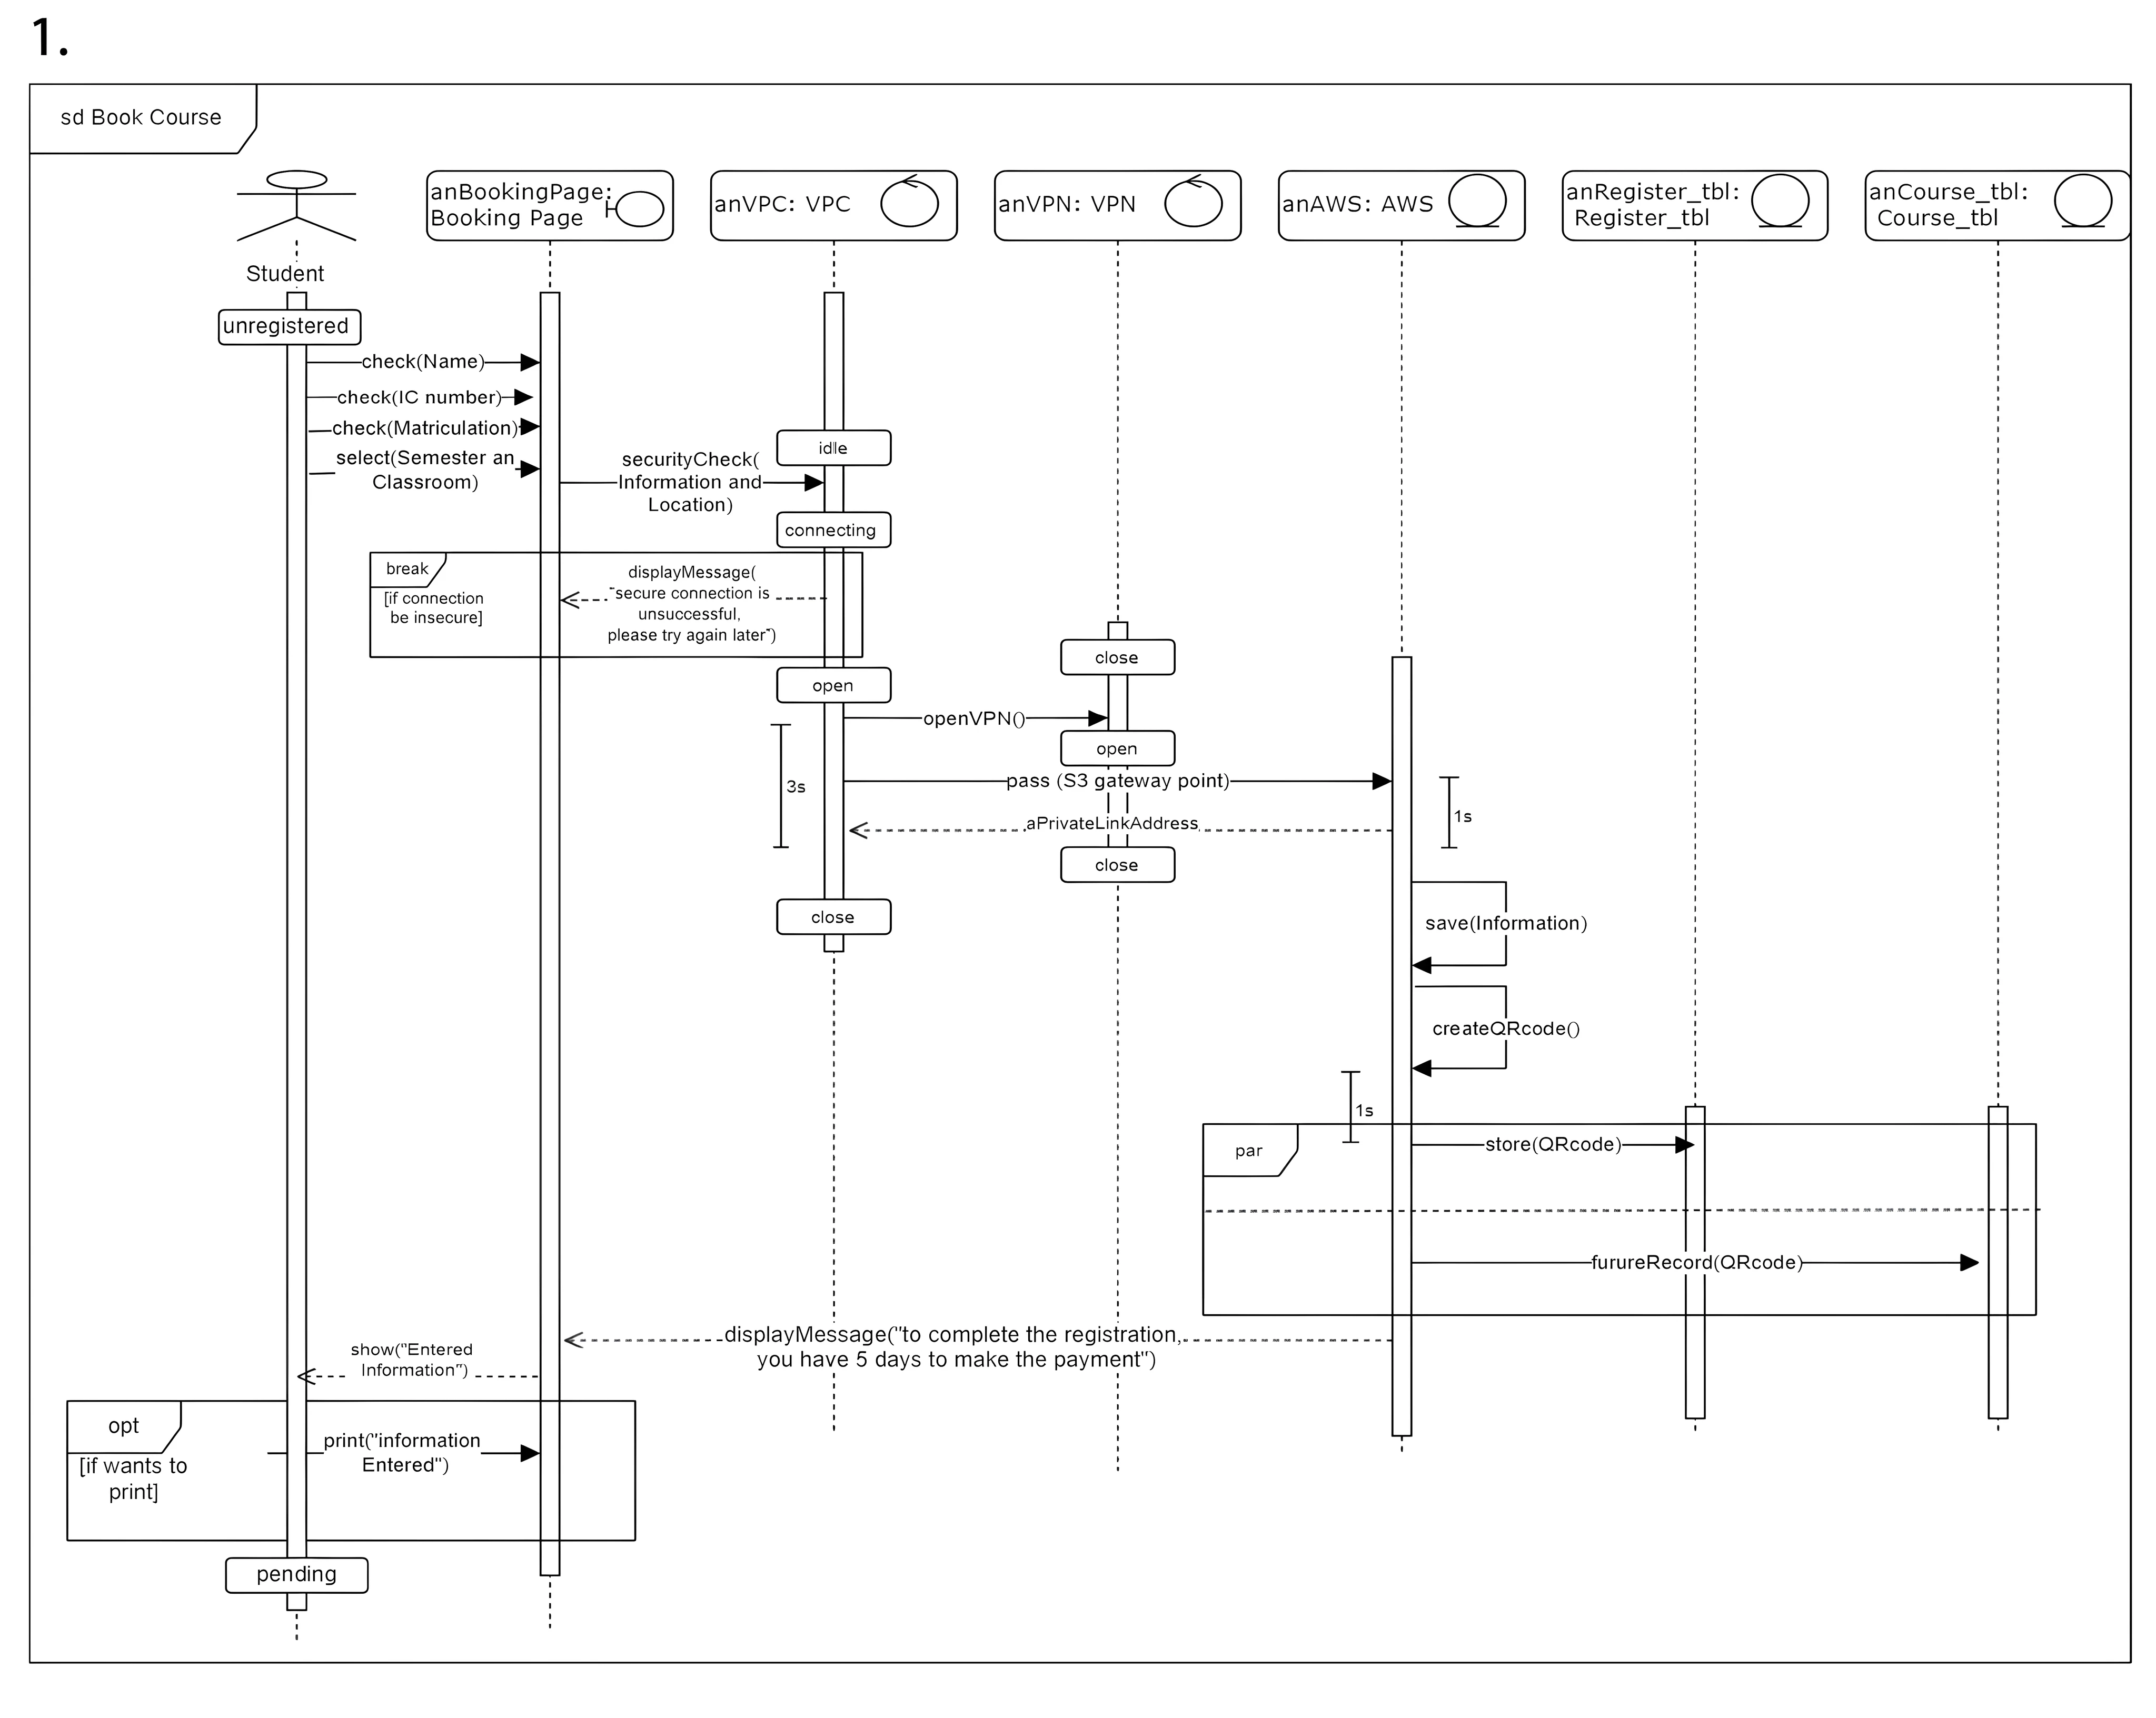 1.
sd Book Course
Student
anBookingPage:
Booking Page
anVPC: VPC
anVPN: VPN
anAWS: AWS
anRegister_tbl:
Register_tbl
anCourse_tbl:
Course_tbl
unregistered
check(Name)
check(IC number)
check(Matriculation)
select(Semester an
Classroom)
idle
securityCheck(
Information and
Location)
connecting
break
[if connection
be insecure]
displayMessage(
"secure connection is
unsuccessful,
please try again later")
close
open
openVPN()
open
3s
pass (S3 gateway point)
1s
aPrivateLinkAddress
close
close
save(Information)
createQRcode()
1s
par
store(QRcode)
furureRecord(QRcode)
displayMessage("to complete the registration,
you have 5 days to make the payment")
show("Entered
Information")
opt
[if wants to
print]
print("information
Entered")
pending